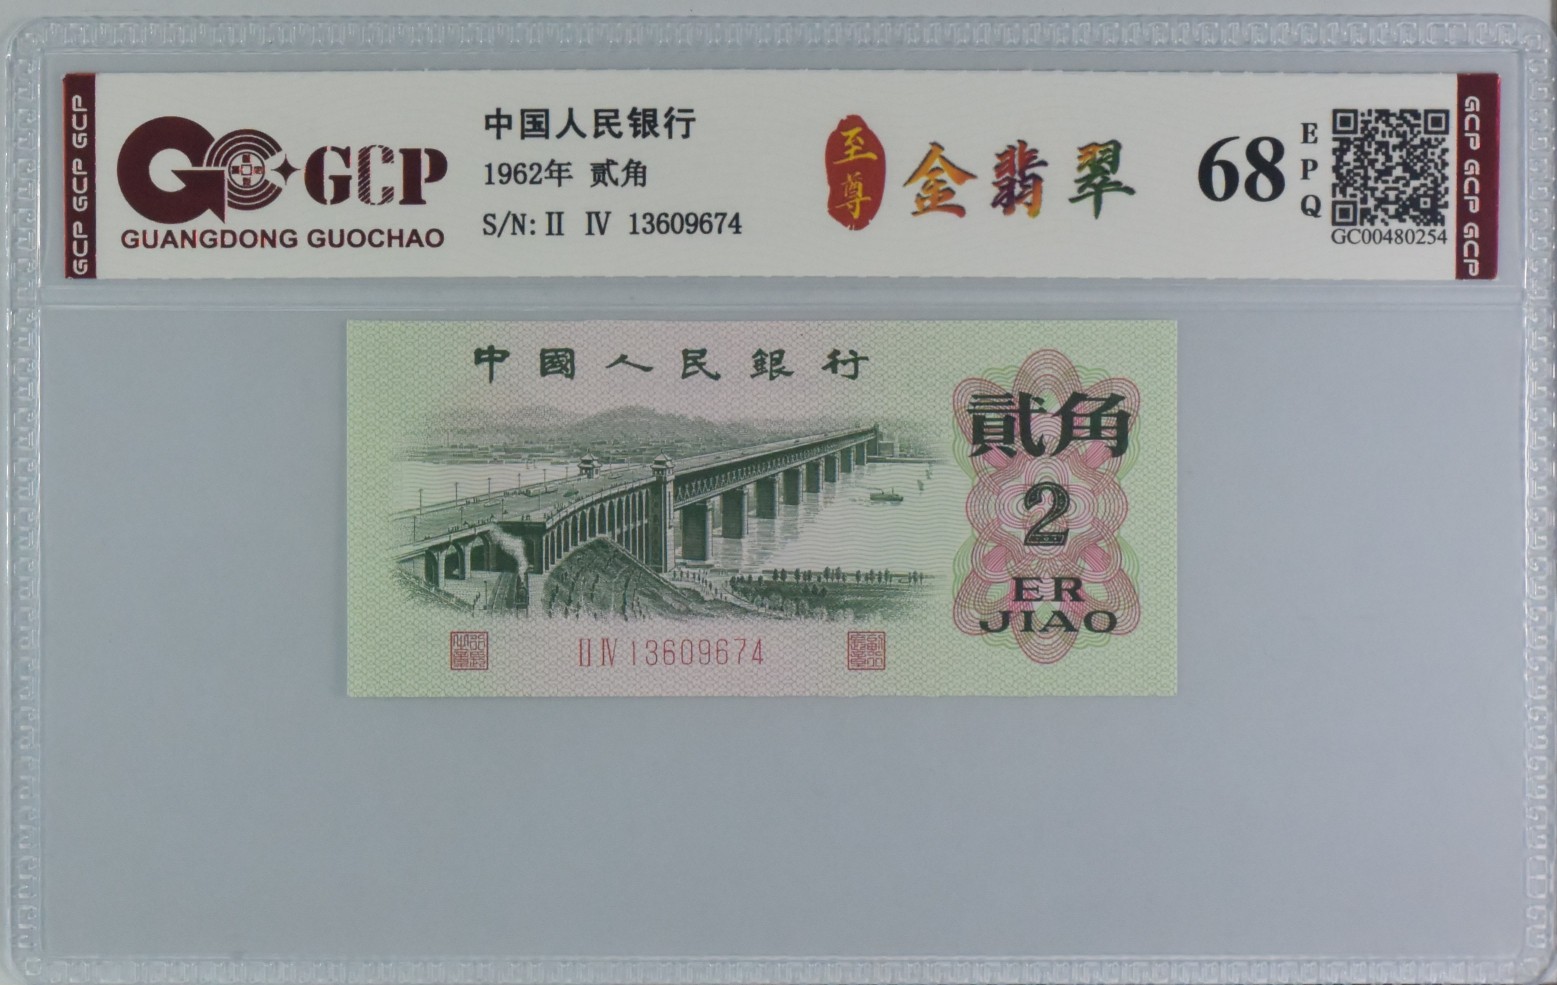 GCP GCP GCP
GCP
GUANGDONG GUOCHAO
中国人民银行
1962年 贰角
S/N: II IV 13609674
至尊
金翡翠
68
EPQ
GC00480254
GCP GCP GCP
中國人民銀行
貳角
2
ER
JIAO
II IV 13609674